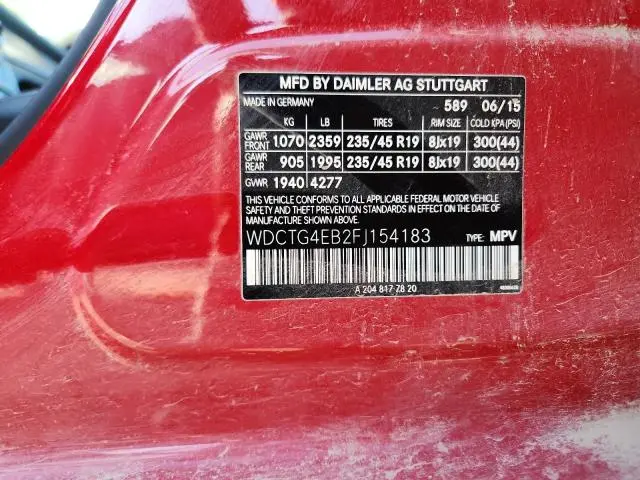 MFD BY DAIMLER AG STUTTGART
MADE IN GERMANY 589 06/15
KG LB TIRES RIM SIZE COLD KPA(PSI)
GAWR FRONT 1070 2359 235/45 R19 8Jx19 300(44)
GAWR REAR 905 1995 235/45 R19 8Jx19 300(44)
GVWR 1940 4277
THIS VEHICLE CONFORMS TO ALL APPLICABLE FEDERAL MOTOR VEHICLE
SAFETY BUMPER, AND THEFT PREVENTION STANDARDS IN EFFECT ON THE DATE OF
MANUFACTURE SHOWN ABOVE.
WDCTG4EB2FJ154183 TYPE: MPV
A 204 817 78 20